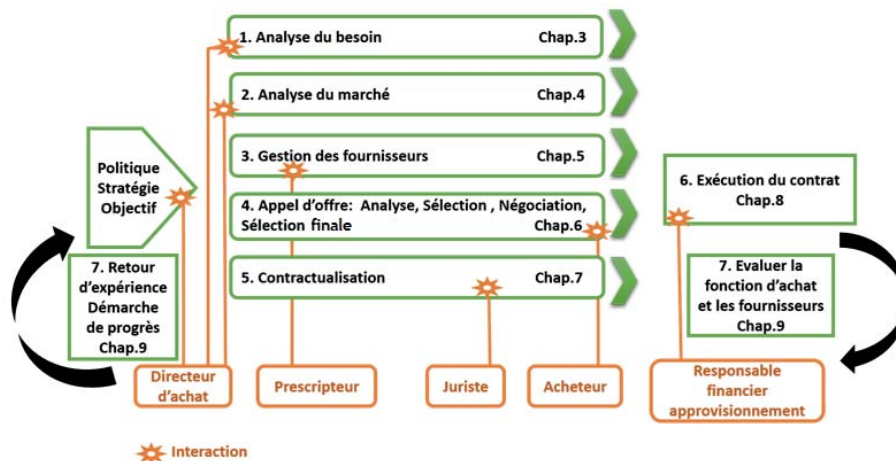 1. Analyse du besoin Chap.3
2. Analyse du marché Chap.4
Politique
Stratégie
Objectif
3. Gestion des fournisseurs Chap.5
4. Appel d’offre: Analyse, Sélection , Négociation,
Sélection finale Chap.6
5. Contractualisation Chap.7
6. Exécution du contrat
Chap.8
7. Retour
d’expérience
Démarche
de progrès
Chap.9
7. Evaluer la
fonction d’achat
et les fournisseurs
Chap.9
Directeur
d’achat
Prescripteur
Juriste
Acheteur
Responsable
financier
approvisionnement
Interaction